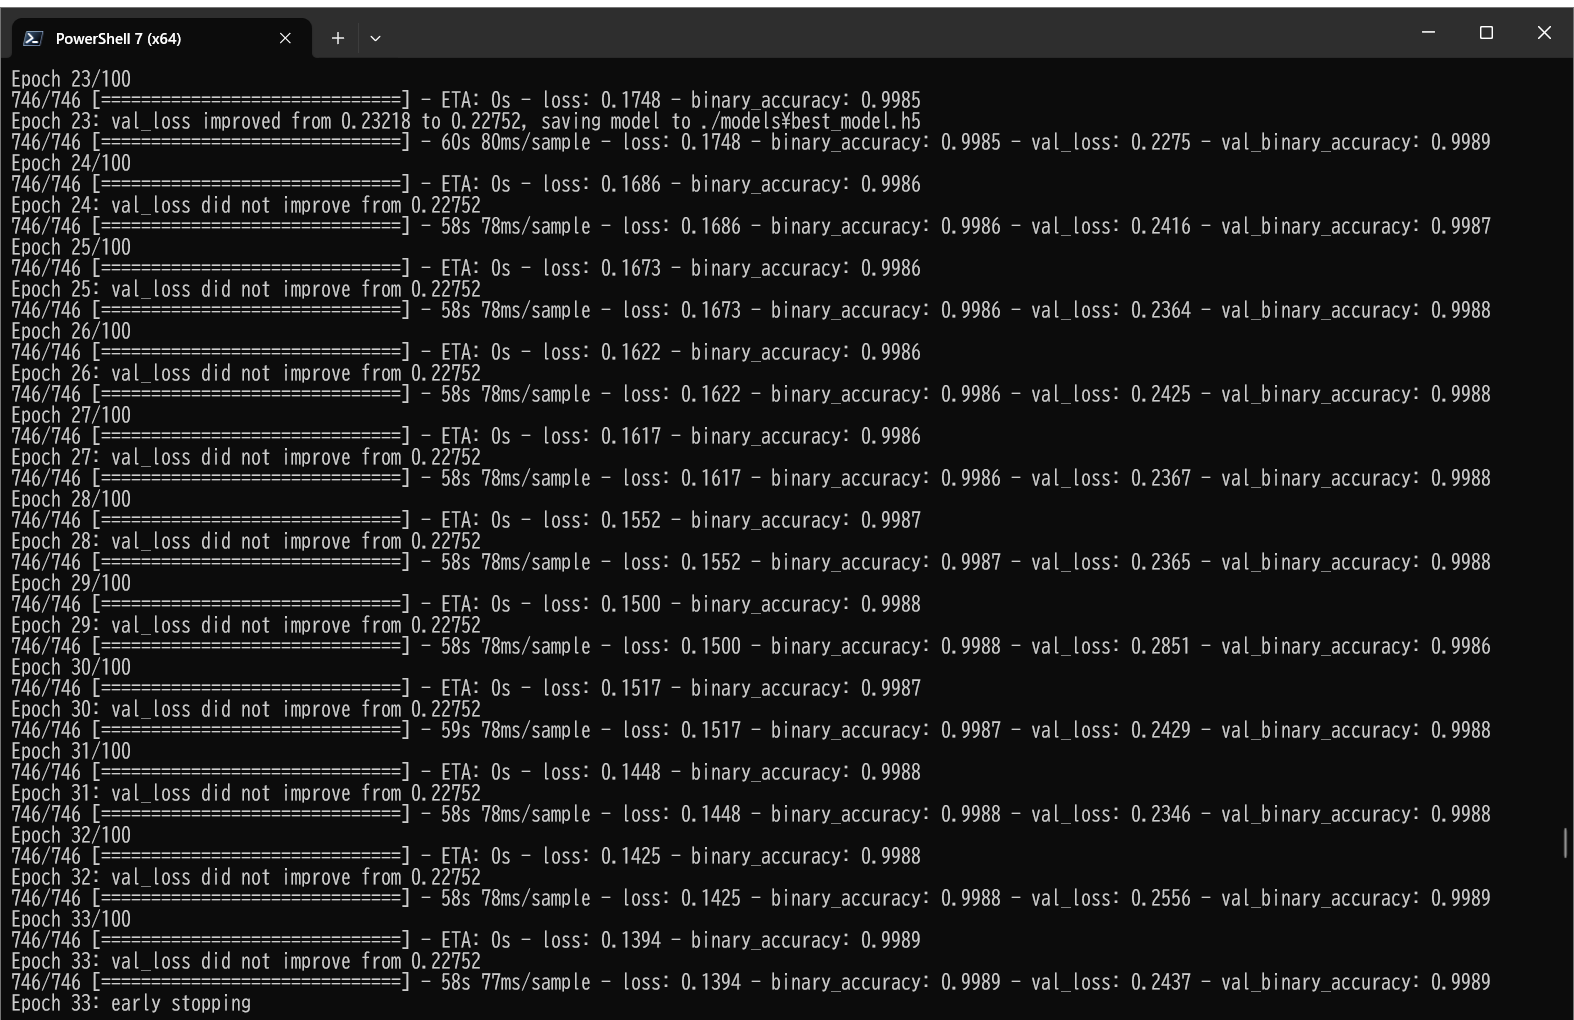 PowerShell 7 (x64)
Epoch 23/100
746/746 [==============================] - ETA: 0s - loss: 0.1748 - binary_accuracy: 0.9985
Epoch 23: val_loss improved from 0.23218 to 0.22752, saving model to ./models¥best_model.h5
746/746 [==============================] - 60s 80ms/sample - loss: 0.1748 - binary_accuracy: 0.9985 - val_loss: 0.2275 - val_binary_accuracy: 0.9989
Epoch 24/100
746/746 [==============================] - ETA: 0s - loss: 0.1686 - binary_accuracy: 0.9986
Epoch 24: val_loss did not improve from 0.22752
746/746 [==============================] - 58s 78ms/sample - loss: 0.1686 - binary_accuracy: 0.9986 - val_loss: 0.2416 - val_binary_accuracy: 0.9987
Epoch 25/100
746/746 [==============================] - ETA: 0s - loss: 0.1673 - binary_accuracy: 0.9986
Epoch 25: val_loss did not improve from 0.22752
746/746 [==============================] - 58s 78ms/sample - loss: 0.1673 - binary_accuracy: 0.9986 - val_loss: 0.2364 - val_binary_accuracy: 0.9988
Epoch 26/100
746/746 [==============================] - ETA: 0s - loss: 0.1622 - binary_accuracy: 0.9986
Epoch 26: val_loss did not improve from 0.22752
746/746 [==============================] - 58s 78ms/sample - loss: 0.1622 - binary_accuracy: 0.9986 - val_loss: 0.2425 - val_binary_accuracy: 0.9988
Epoch 27/100
746/746 [==============================] - ETA: 0s - loss: 0.1617 - binary_accuracy: 0.9986
Epoch 27: val_loss did not improve from 0.22752
746/746 [==============================] - 58s 78ms/sample - loss: 0.1617 - binary_accuracy: 0.9986 - val_loss: 0.2367 - val_binary_accuracy: 0.9988
Epoch 28/100
746/746 [==============================] - ETA: 0s - loss: 0.1552 - binary_accuracy: 0.9987
Epoch 28: val_loss did not improve from 0.22752
746/746 [==============================] - 58s 78ms/sample - loss: 0.1552 - binary_accuracy: 0.9987 - val_loss: 0.2365 - val_binary_accuracy: 0.9988
Epoch 29/100
746/746 [==============================] - ETA: 0s - loss: 0.1500 - binary_accuracy: 0.9988
Epoch 29: val_loss did not improve from 0.22752
746/746 [==============================] - 58s 78ms/sample - loss: 0.1500 - binary_accuracy: 0.9988 - val_loss: 0.2851 - val_binary_accuracy: 0.9986
Epoch 30/100
746/746 [==============================] - ETA: 0s - loss: 0.1517 - binary_accuracy: 0.9987
Epoch 30: val_loss did not improve from 0.22752
746/746 [==============================] - 59s 78ms/sample - loss: 0.1517 - binary_accuracy: 0.9987 - val_loss: 0.2429 - val_binary_accuracy: 0.9988
Epoch 31/100
746/746 [==============================] - ETA: 0s - loss: 0.1448 - binary_accuracy: 0.9988
Epoch 31: val_loss did not improve from 0.22752
746/746 [==============================] - 58s 78ms/sample - loss: 0.1448 - binary_accuracy: 0.9988 - val_loss: 0.2346 - val_binary_accuracy: 0.9988
Epoch 32/100
746/746 [==============================] - ETA: 0s - loss: 0.1425 - binary_accuracy: 0.9988
Epoch 32: val_loss did not improve from 0.22752
746/746 [==============================] - 58s 78ms/sample - loss: 0.1425 - binary_accuracy: 0.9988 - val_loss: 0.2556 - val_binary_accuracy: 0.9989
Epoch 33/100
746/746 [==============================] - ETA: 0s - loss: 0.1394 - binary_accuracy: 0.9989
Epoch 33: val_loss did not improve from 0.22752
746/746 [==============================] - 58s 77ms/sample - loss: 0.1394 - binary_accuracy: 0.9989 - val_loss: 0.2437 - val_binary_accuracy: 0.9989
Epoch 33: early stopping